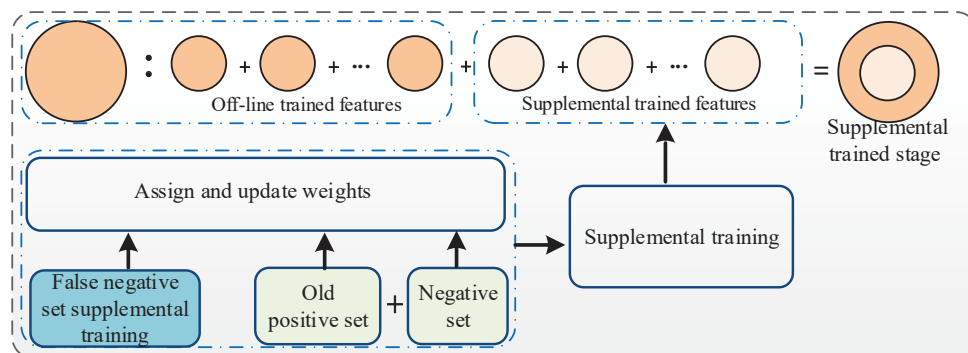 : + + ... + + + ... =
Off-line trained features
Supplemental trained features
Supplemental
trained stage
Assign and update weights
Supplemental training
False negative
set supplemental
training
Old
positive set
+
Negative
set